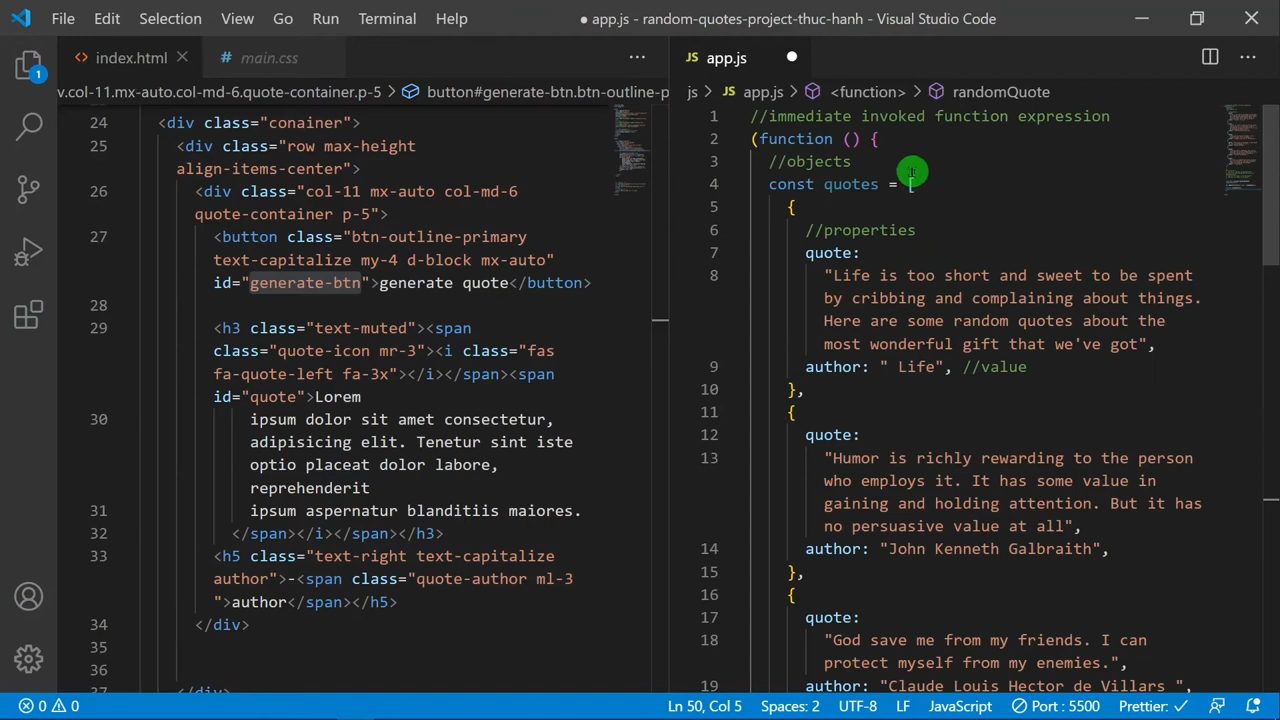 File Edit Selection View Go Run Terminal Help
● app.js - random-quotes-project-thuc-hanh - Visual Studio Code
index.html
# main.css
v.col-11.mx-auto.col-md-6.quote-container.p-5 > button#generate-btn.btn-outline-p
24 <div class="conainer">
25 <div class="row max-height
align-items-center">
26 <div class="col-11 mx-auto col-md-6
quote-container p-5">
27 <button class="btn-outline-primary
text-capitalize my-4 d-block mx-auto"
id="generate-btn">generate quote</button>
28
29 <h3 class="text-muted"><span
class="quote-icon mr-3"><i class="fas
fa-quote-left fa-3x"></i></span><span
id="quote">Lorem
30 ipsum dolor sit amet consectetur,
adipisicing elit. Tenetur sint iste
optio placeat dolor labore,
reprehenderit
31 ipsum aspernatur blanditiis maiores.
32 </span></i></span></h3>
33 <h5 class="text-right text-capitalize
author">-<span class="quote-author ml-3
">author</span></h5>
34 </div>
35
36
37 </div>
JS app.js ●
js > JS app.js > <function> > randomQuote
1 //immediate invoked function expression
2 (function () {
3 //objects
4 const quotes = [
5 {
6 //properties
7 quote:
8 "Life is too short and sweet to be spent
by cribbing and complaining about things.
Here are some random quotes about the
most wonderful gift that we've got",
9 author: " Life", //value
10 },
11 {
12 quote:
13 "Humor is richly rewarding to the person
who employs it. It has some value in
gaining and holding attention. But it has
no persuasive value at all",
14 author: "John Kenneth Galbraith",
15 },
16 {
17 quote:
18 "God save me from my friends. I can
protect myself from my enemies.",
19 author: "Claude Louis Hector de Villars ",
1
0 0 Ln 50, Col 5 Spaces: 2 UTF-8 LF JavaScript Port : 5500 Prettier: ✓